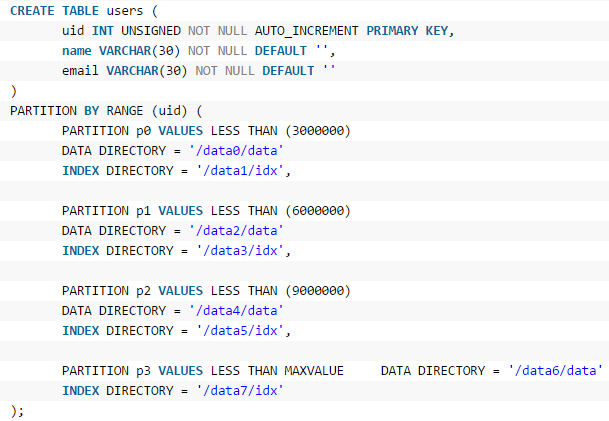 CREATE TABLE users (
uid INT UNSIGNED NOT NULL AUTO_INCREMENT PRIMARY KEY,
name VARCHAR(30) NOT NULL DEFAULT '',
email VARCHAR(30) NOT NULL DEFAULT ''
)
PARTITION BY RANGE (uid) (
PARTITION p0 VALUES LESS THAN (3000000)
DATA DIRECTORY = '/data0/data'
INDEX DIRECTORY = '/data1/idx',
PARTITION p1 VALUES LESS THAN (6000000)
DATA DIRECTORY = '/data2/data'
INDEX DIRECTORY = '/data3/idx',
PARTITION p2 VALUES LESS THAN (9000000)
DATA DIRECTORY = '/data4/data'
INDEX DIRECTORY = '/data5/idx',
PARTITION p3 VALUES LESS THAN MAXVALUE     DATA DIRECTORY = '/data6/data'
INDEX DIRECTORY = '/data7/idx'
);